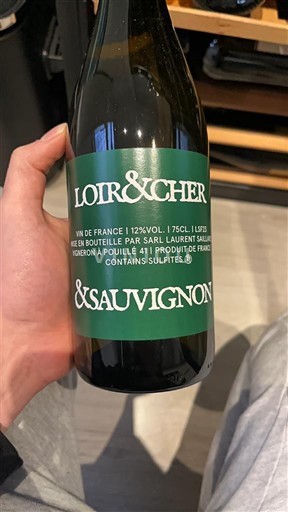 LOIR&CHER
VIN DE FRANCE | 12%VOL. | 75CL. | LSF23
MISE EN BOUTEILLE PAR SARL LAURENT SAILLARD
VIGNERON À POUILLÉ 41 | PRODUIT DE FRANCE
CONTAINS SULFITES.
&SAUVIGNON